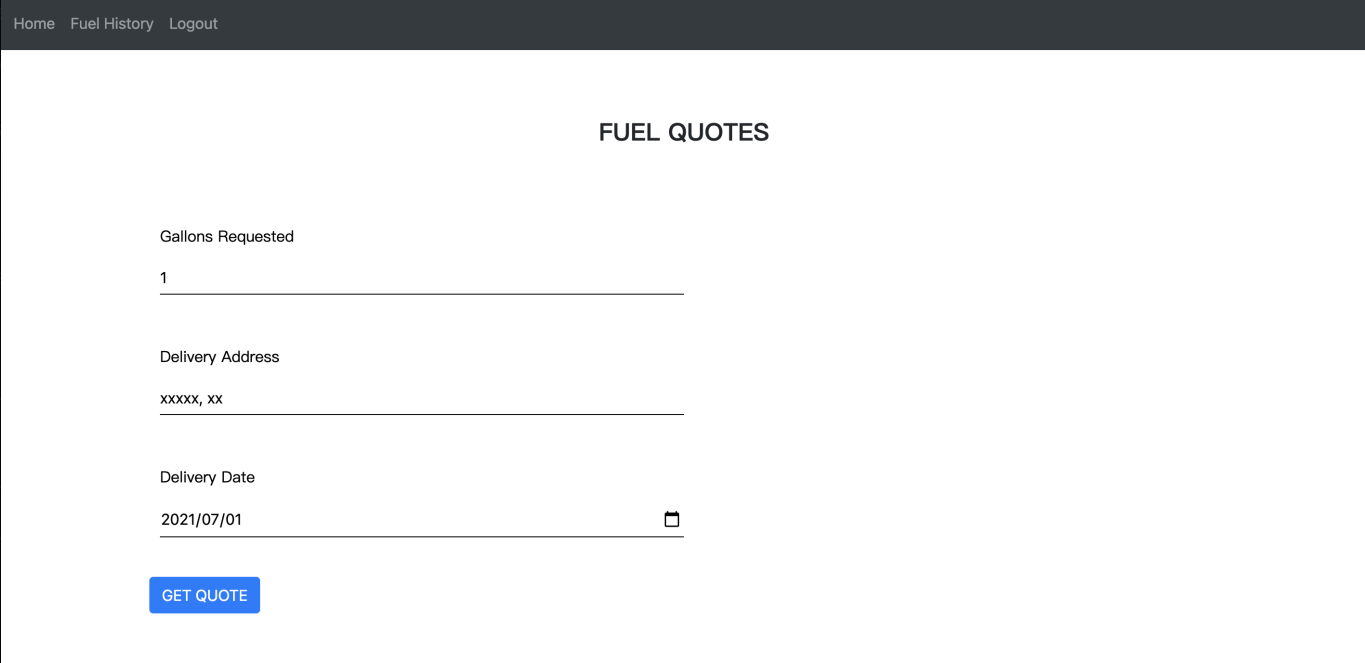 Home Fuel History Logout
FUEL QUOTES
Gallons Requested
1
Delivery Address
xxxxx, xx
Delivery Date
2021/07/01
GET QUOTE